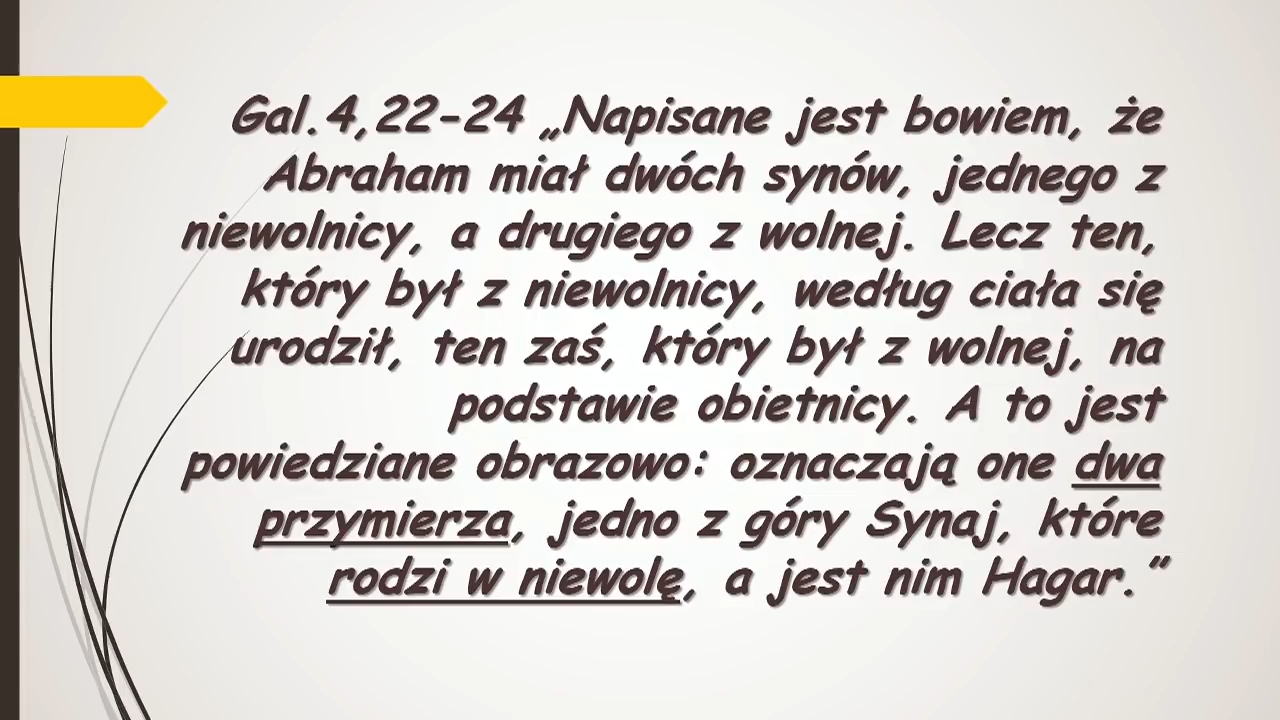 Gal.4,22-24 „Napisane jest bowiem, że
Abraham miał dwóch synów, jednego z
niewolnicy, a drugiego z wolnej. Lecz ten,
który był z niewolnicy, według ciała się
urodził, ten zaś, który był z wolnej, na
podstawie obietnicy. A to jest
powiedziane obrazowo: oznaczają one dwa
przymierza, jedno z góry Synaj, które
rodzi w niewolę, a jest nim Hagar.”